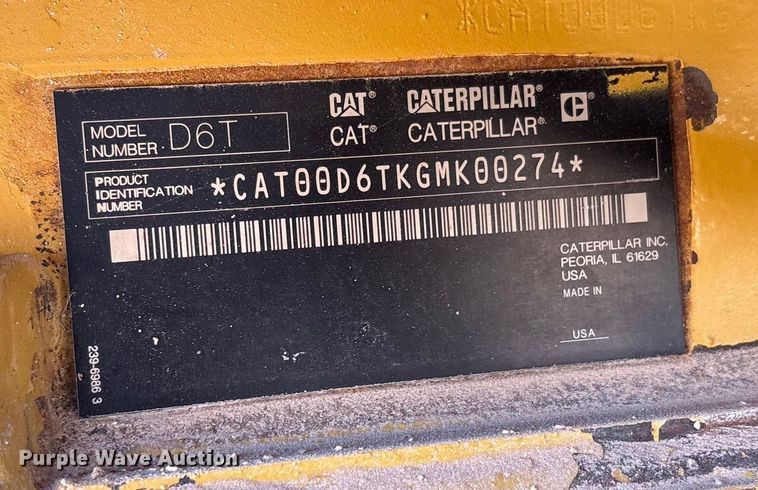 *CAT00D6TKG
CAT® CATERPILLAR®
CAT® CATERPILLAR®
MODEL NUMBER D6T
PRODUCT IDENTIFICATION NUMBER *CAT00D6TKGMK00274*
CATERPILLAR INC.
PEORIA, IL 61629
USA
MADE IN
USA
239-6986 3
Purple Wave Auction